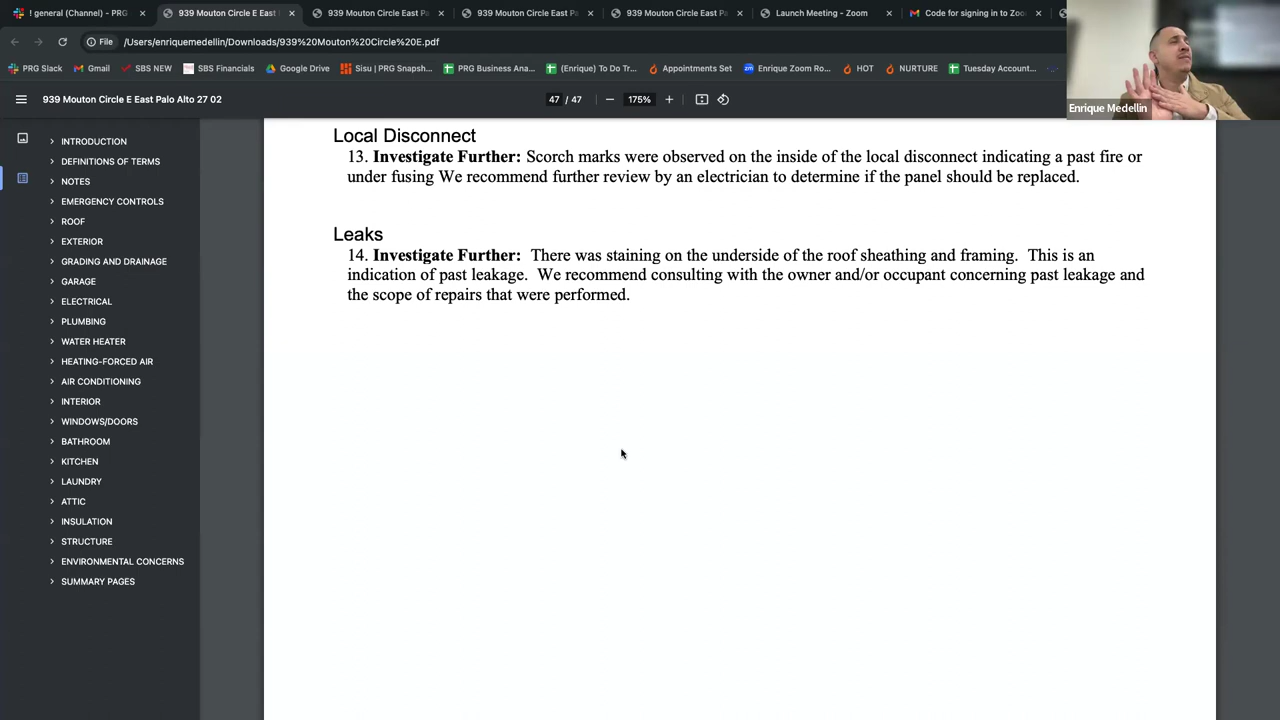 ! general (Channel) - PRG
939 Mouton Circle E East
939 Mouton Circle East Pa
939 Mouton Circle East Pa
939 Mouton Circle East Pa
Launch Meeting - Zoom
Code for signing in to Zoo
File
/Users/enriquemedellin/Downloads/939%20Mouton%20Circle%20E.pdf
PRG Slack
Gmail
SBS NEW
SBS Financials
Google Drive
Sisu | PRG Snapsh...
PRG Business Ana...
(Enrique) To Do Tr...
Appointments Set
Enrique Zoom Ro...
HOT
NURTURE
Tuesday Account...
Enrique Medellin
939 Mouton Circle E East Palo Alto 27 02
47 / 47
175%
INTRODUCTION
DEFINITIONS OF TERMS
NOTES
EMERGENCY CONTROLS
ROOF
EXTERIOR
GRADING AND DRAINAGE
GARAGE
ELECTRICAL
PLUMBING
WATER HEATER
HEATING-FORCED AIR
AIR CONDITIONING
INTERIOR
WINDOWS/DOORS
BATHROOM
KITCHEN
LAUNDRY
ATTIC
INSULATION
STRUCTURE
ENVIRONMENTAL CONCERNS
SUMMARY PAGES
Local Disconnect
13. Investigate Further: Scorch marks were observed on the inside of the local disconnect indicating a past fire or
under fusing We recommend further review by an electrician to determine if the panel should be replaced.
Leaks
14. Investigate Further: There was staining on the underside of the roof sheathing and framing. This is an
indication of past leakage. We recommend consulting with the owner and/or occupant concerning past leakage and
the scope of repairs that were performed.